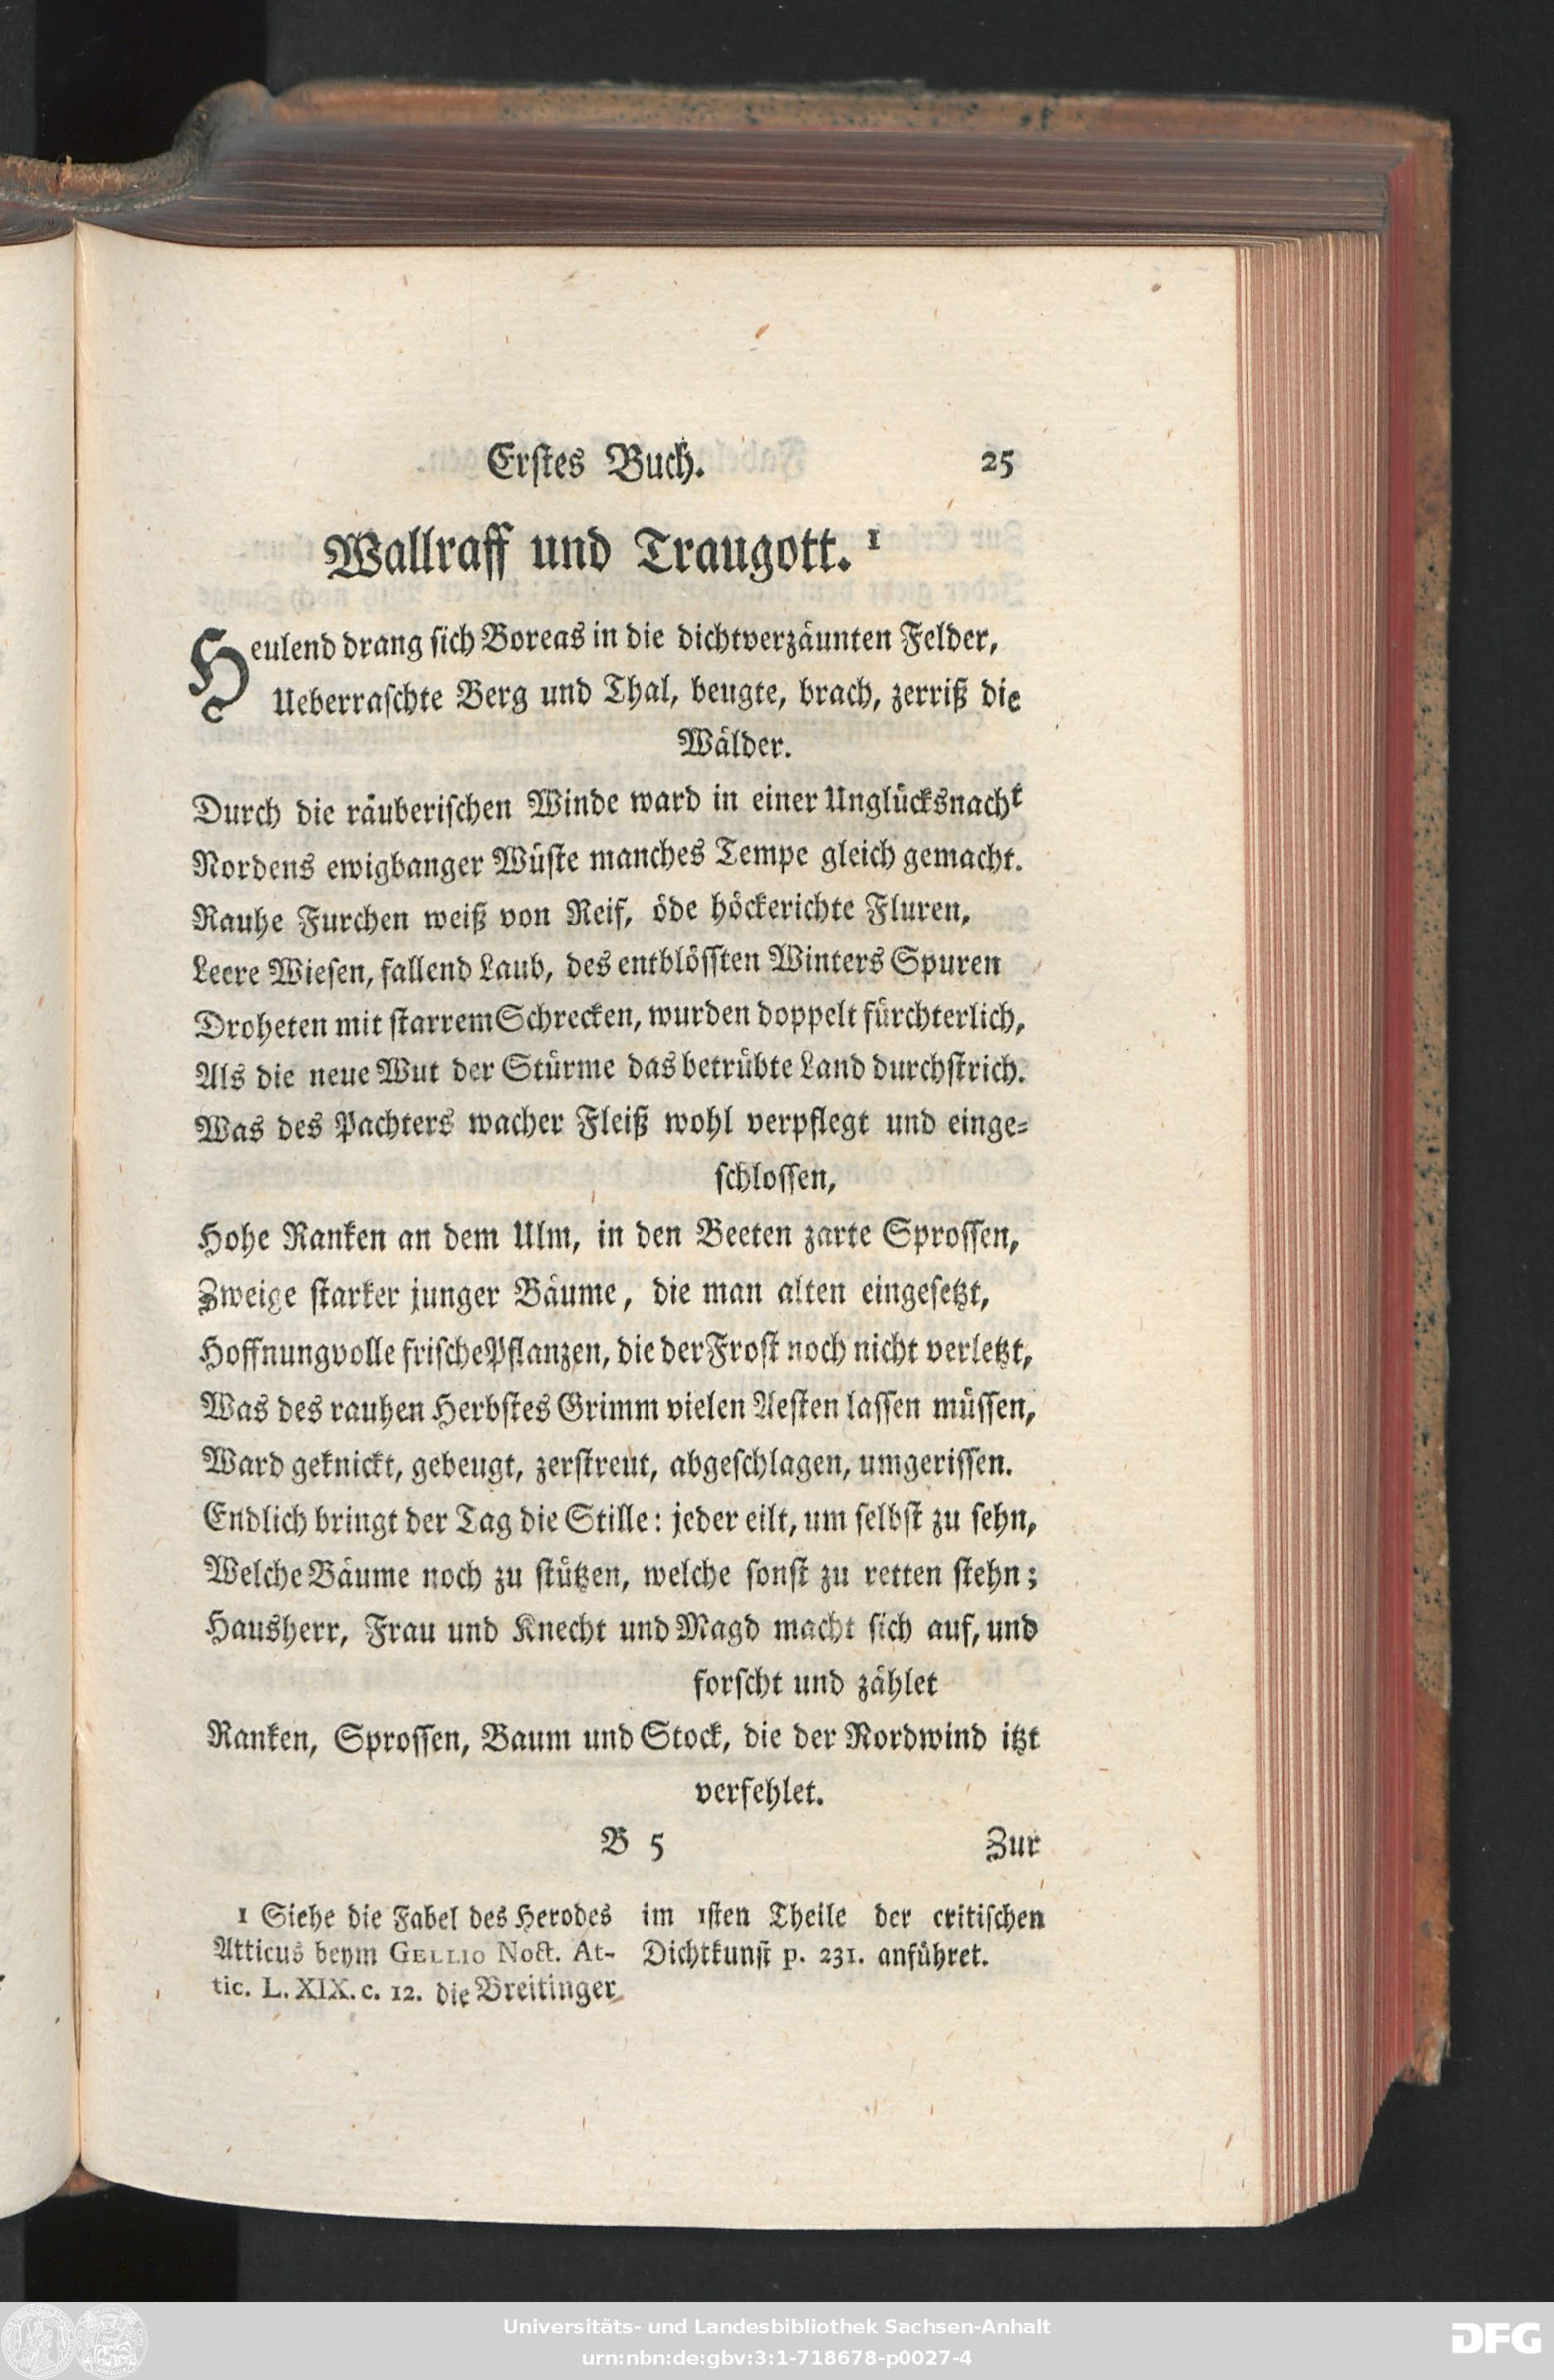 Erſtes Buch. 25
Wallraff und Traugott. 1
Heulend drang ſich Boreas in die dichtverzäunten Felder,
Ueberraſchte Berg und Thal, beugte, brach, zerriß die
Wälder.
Durch die räuberiſchen Winde ward in einer Unglücksnacht
Nordens ewigbanger Wüſte manches Tempe gleich gemacht.
Rauhe Furchen weiß von Reif, öde höckerichte Fluren,
Leere Wieſen, fallend Laub, des entblöſſten Winters Spuren
Droheten mit ſtarrem Schrecken, wurden doppelt fürchterlich,
Als die neue Wut der Stürme das betrübte Land durchſtrich.
Was des Pachters wacher Fleiß wohl verpflegt und einge-
ſchloſſen,
Hohe Ranken an dem Ulm, in den Beeten zarte Sproſſen,
Zweige ſtarker junger Bäume, die man alten eingeſetzt,
Hoffnungvolle friſche Pflanzen, die der Froſt noch nicht verletzt,
Was des rauhen Herbſtes Grimm vielen Aeſten laſſen müſſen,
Ward geknickt, gebeugt, zerſtreut, abgeſchlagen, umgeriſſen.
Endlich bringt der Tag die Stille: jeder eilt, um ſelbſt zu ſehn,
Welche Bäume noch zu ſtützen, welche ſonſt zu retten ſtehn;
Hausherr, Frau und Knecht und Magd macht ſich auf, und
forſcht und zählet
Ranken, Sproſſen, Baum und Stock, die der Nordwind itzt
verfehlet.
B 5 Zur
1 Siehe die Fabel des Herodes
Atticus beym GELLIO Noct. At-
tic. L. XIX. c. 12. die Breitinger
im 1ſten Theile der critiſchen
Dichtkunſt p. 231. anführet.
Universitäts- und Landesbibliothek Sachsen-Anhalt
urn:nbn:de:gbv:3:1-718678-p0027-4
DFG